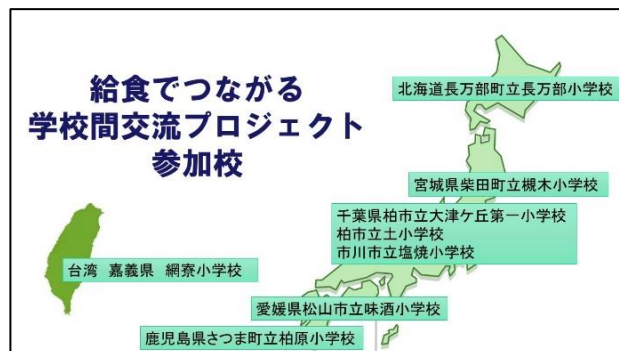 給食でつながる
学校間交流プロジェクト
参加校
北海道長万部町立長万部小学校
宮城県柴田町立槻木小学校
千葉県柏市立大津ケ丘第一小学校
柏市立土小学校
市川市立塩焼小学校
台湾 嘉義県 網寮小学校
愛媛県松山市立味酒小学校
鹿児島県さつま町立柏原小学校